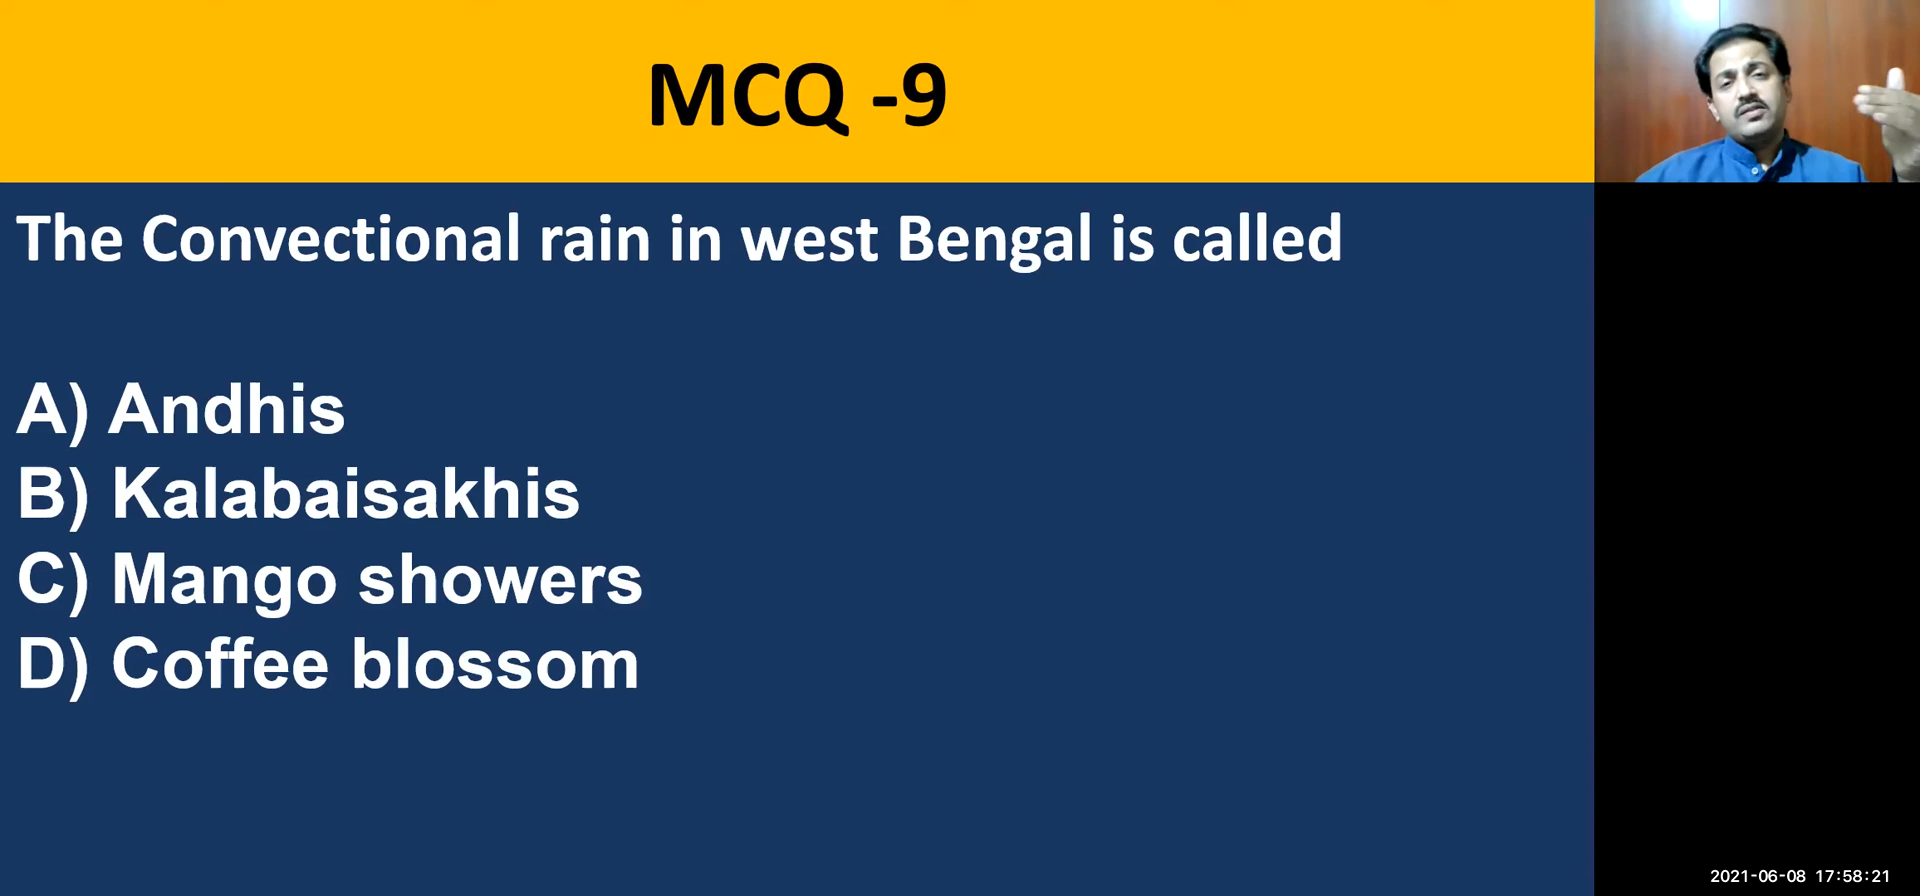 MCQ -9
The Convectional rain in west Bengal is called
A) Andhis
B) Kalabaisakhis
C) Mango showers
D) Coffee blossom
2021-06-08 17:58:21